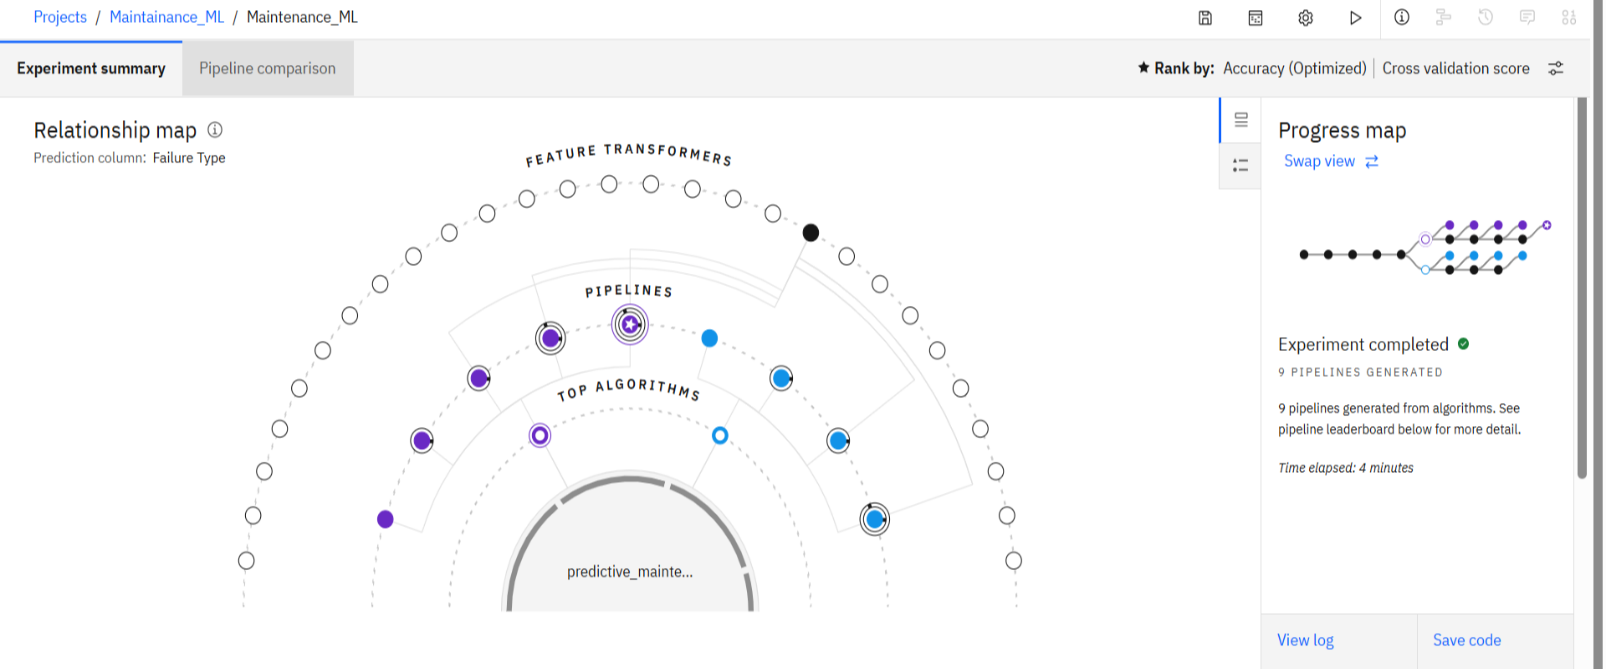 Projects / Maintainance_ML / Maintenance_ML
Experiment summary
Pipeline comparison
Rank by: Accuracy (Optimized) | Cross validation score
Relationship map
Prediction column: Failure Type
FEATURE TRANSFORMERS
PIPELINES
TOP ALGORITHMS
predictive_mainte...
Progress map
Swap view
Experiment completed
9 PIPELINES GENERATED
9 pipelines generated from algorithms. See
pipeline leaderboard below for more detail.
Time elapsed: 4 minutes
View log
Save code